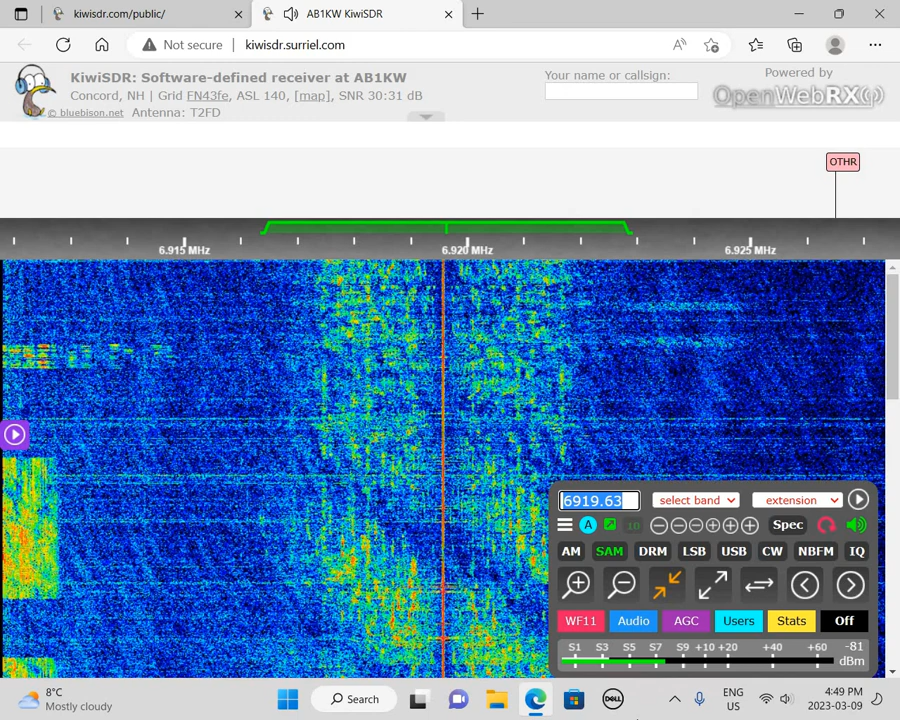 kiwisdr.com/public/
AB1KW KiwiSDR
Not secure
kiwisdr.surriel.com
KiwiSDR: Software-defined receiver at AB1KW
Concord, NH | Grid FN43fe, ASL 140, [map], SNR 30:31 dB
© bluebison.net Antenna: T2FD
Your name or callsign:
Powered by
OpenWebRX
OTHR
6.915 MHz 6.920 MHz 6.925 MHz
6919.63 select band extension
A 10 Spec
AM SAM DRM LSB USB CW NBFM IQ
WF11 Audio AGC Users Stats Off
S1 S3 S5 S7 S9 +10 +20 +40 +60 -81
dBm
8°C
Mostly cloudy
Search
DELL
ENG
US
4:49 PM
2023-03-09